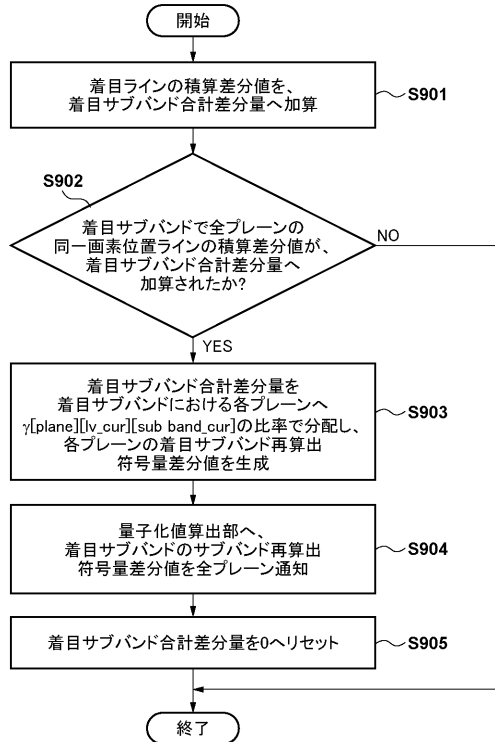 開始
着目ラインの積算差分値を、
着目サブバンド合計差分量へ加算
S901
S902
着目サブバンドで全プレーンの
同一画素位置ラインの積算差分値が、
着目サブバンド合計差分量へ
加算されたか?
NO
YES
着目サブバンド合計差分量を
着目サブバンドにおける各プレーンへ
γ[plane][lv_cur][sub band_cur]の比率で分配し、
各プレーンの着目サブバンド再算出
符号量差分値を生成
S903
量子化値算出部へ、
着目サブバンドのサブバンド再算出
符号量差分値を全プレーン通知
S904
着目サブバンド合計差分量を0へリセット
S905
終了